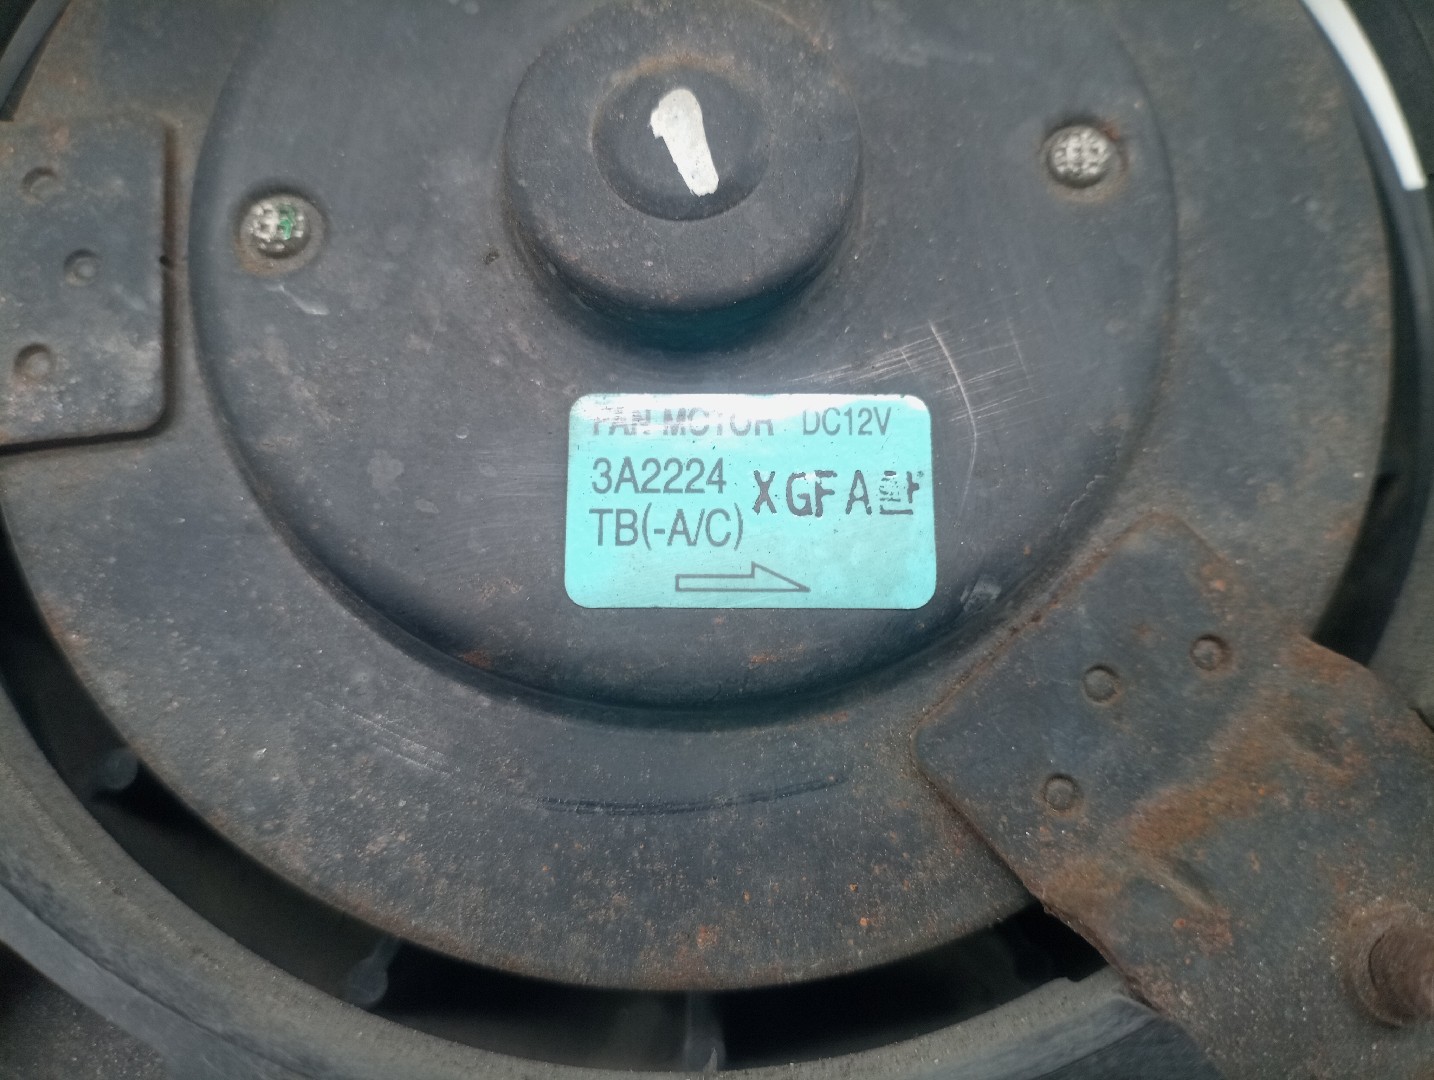 1
FAN MOTOR DC12V
3A2224 XGFA
TB(-A/C)